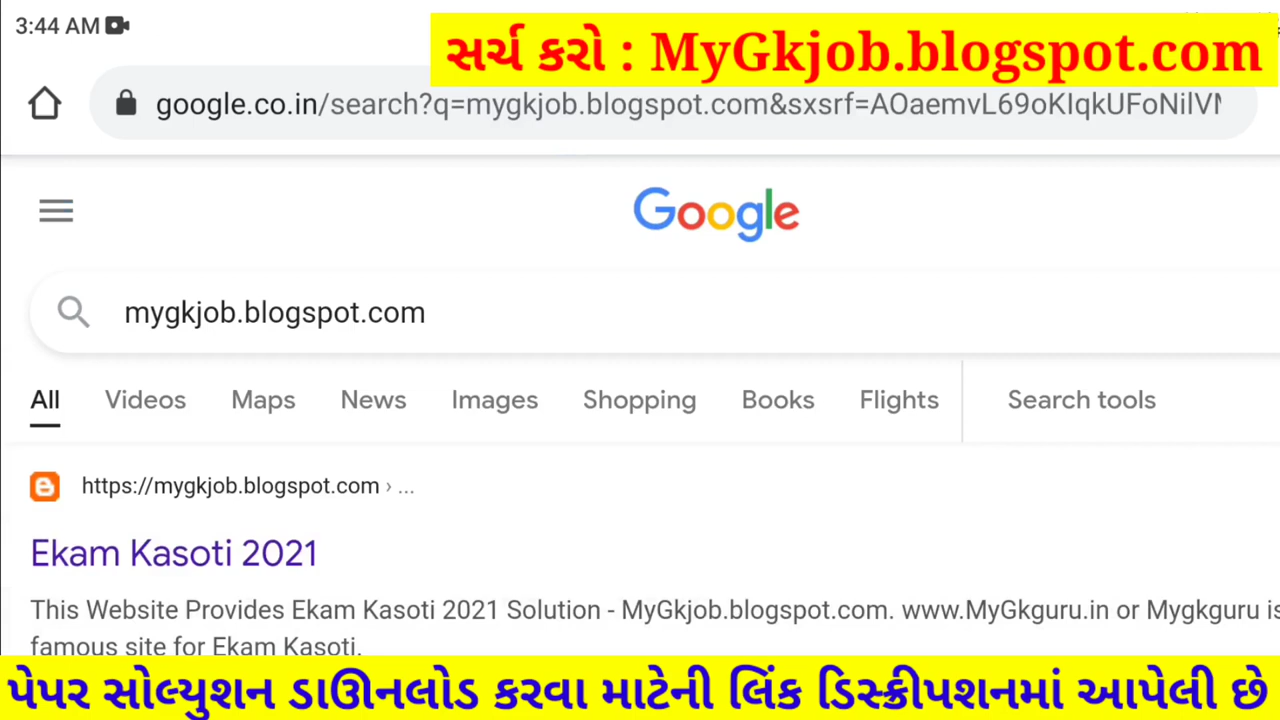 3:44 AM
સર્ચ કરો : MyGkjob.blogspot.com
google.co.in/search?q=mygkjob.blogspot.com&sxsrf=AOaemvL69oKIqkUFoNilVN
Google
mygkjob.blogspot.com
All Videos Maps News Images Shopping Books Flights Search tools
https://mygkjob.blogspot.com › ...
Ekam Kasoti 2021
This Website Provides Ekam Kasoti 2021 Solution - MyGkjob.blogspot.com. www.MyGkguru.in or Mygkguru is
famous site for Ekam Kasoti.
પેપર સોલ્યુશન ડાઊનલોડ કરવા માટેની લિંક ડિસ્ક્રીપશનમાં આપેલી છે